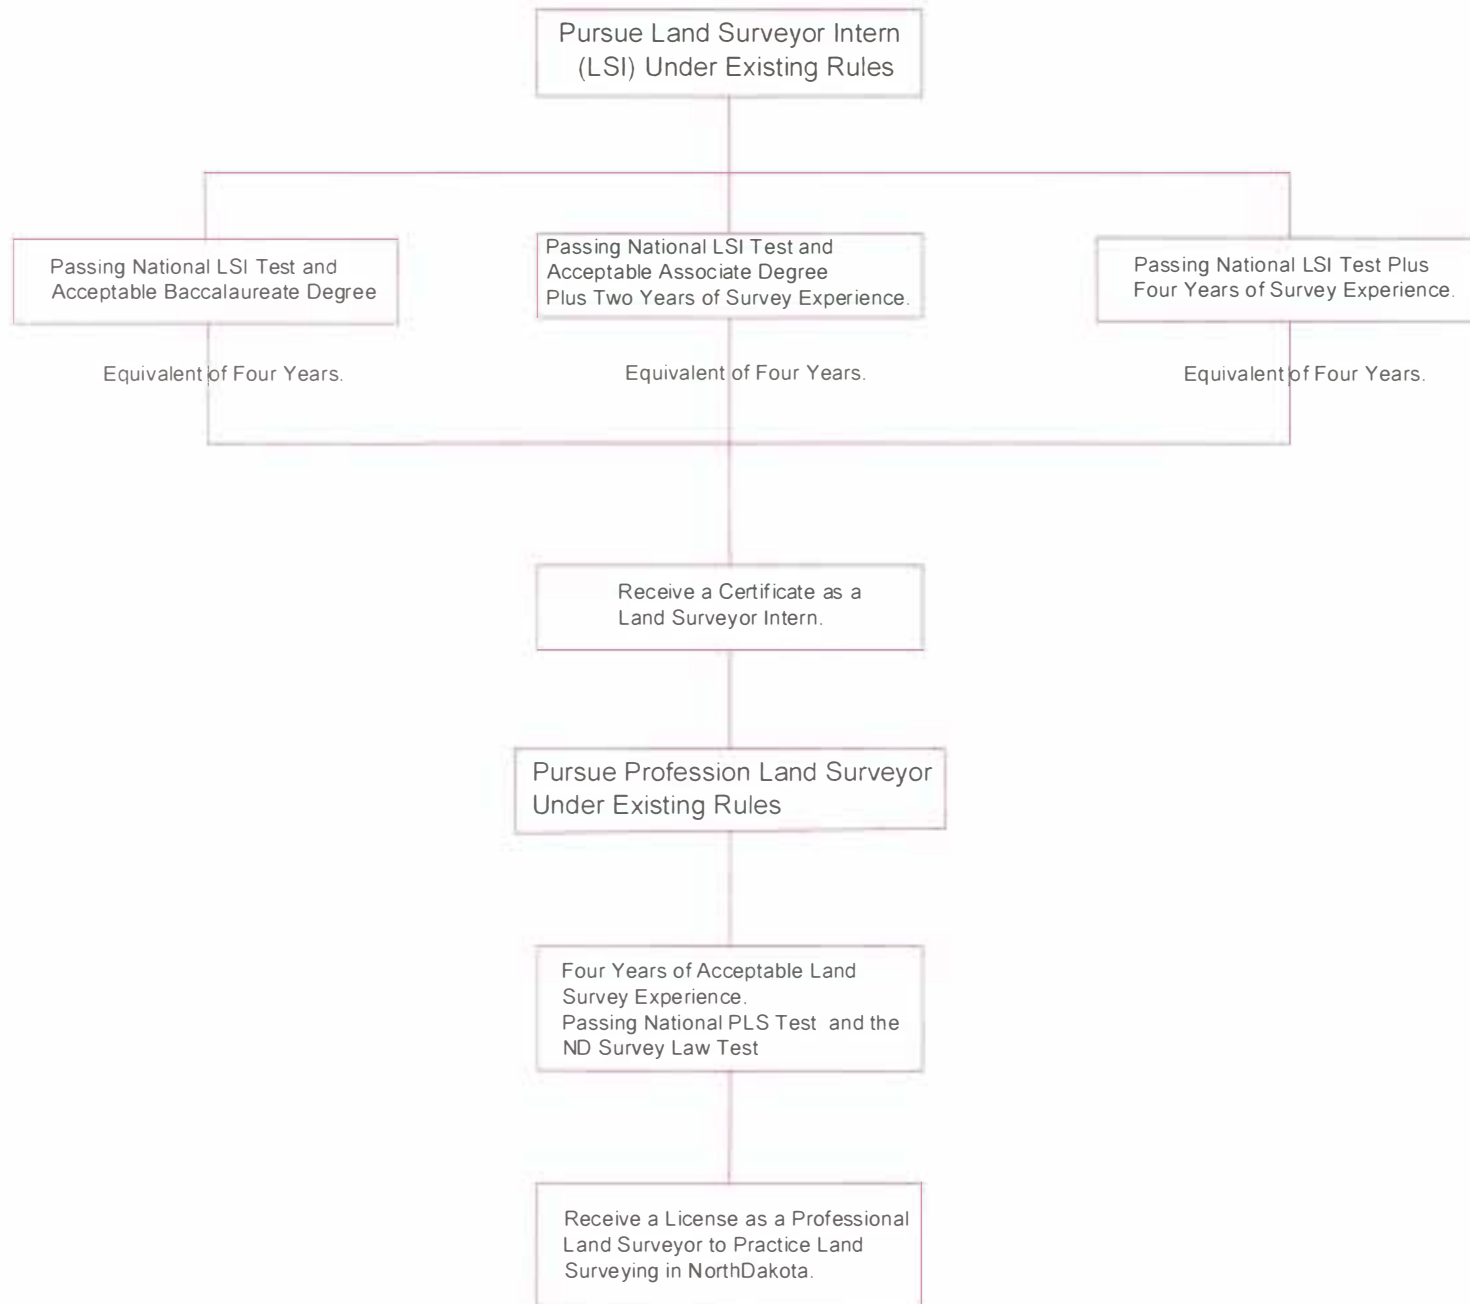 Pursue Land Surveyor Intern
(LSI) Under Existing Rules
Passing National LSI Test and
Acceptable Baccalaureate Degree
Passing National LSI Test and
Acceptable Associate Degree
Plus Two Years of Survey Experience.
Passing National LSI Test Plus
Four Years of Survey Experience.
Equivalent of Four Years.
Equivalent of Four Years.
Equivalent of Four Years.
Receive a Certificate as a
Land Surveyor Intern.
Pursue Profession Land Surveyor
Under Existing Rules
Four Years of Acceptable Land
Survey Experience.
Passing National PLS Test and the
ND Survey Law Test
Receive a License as a Professional
Land Surveyor to Practice Land
Surveying in NorthDakota.